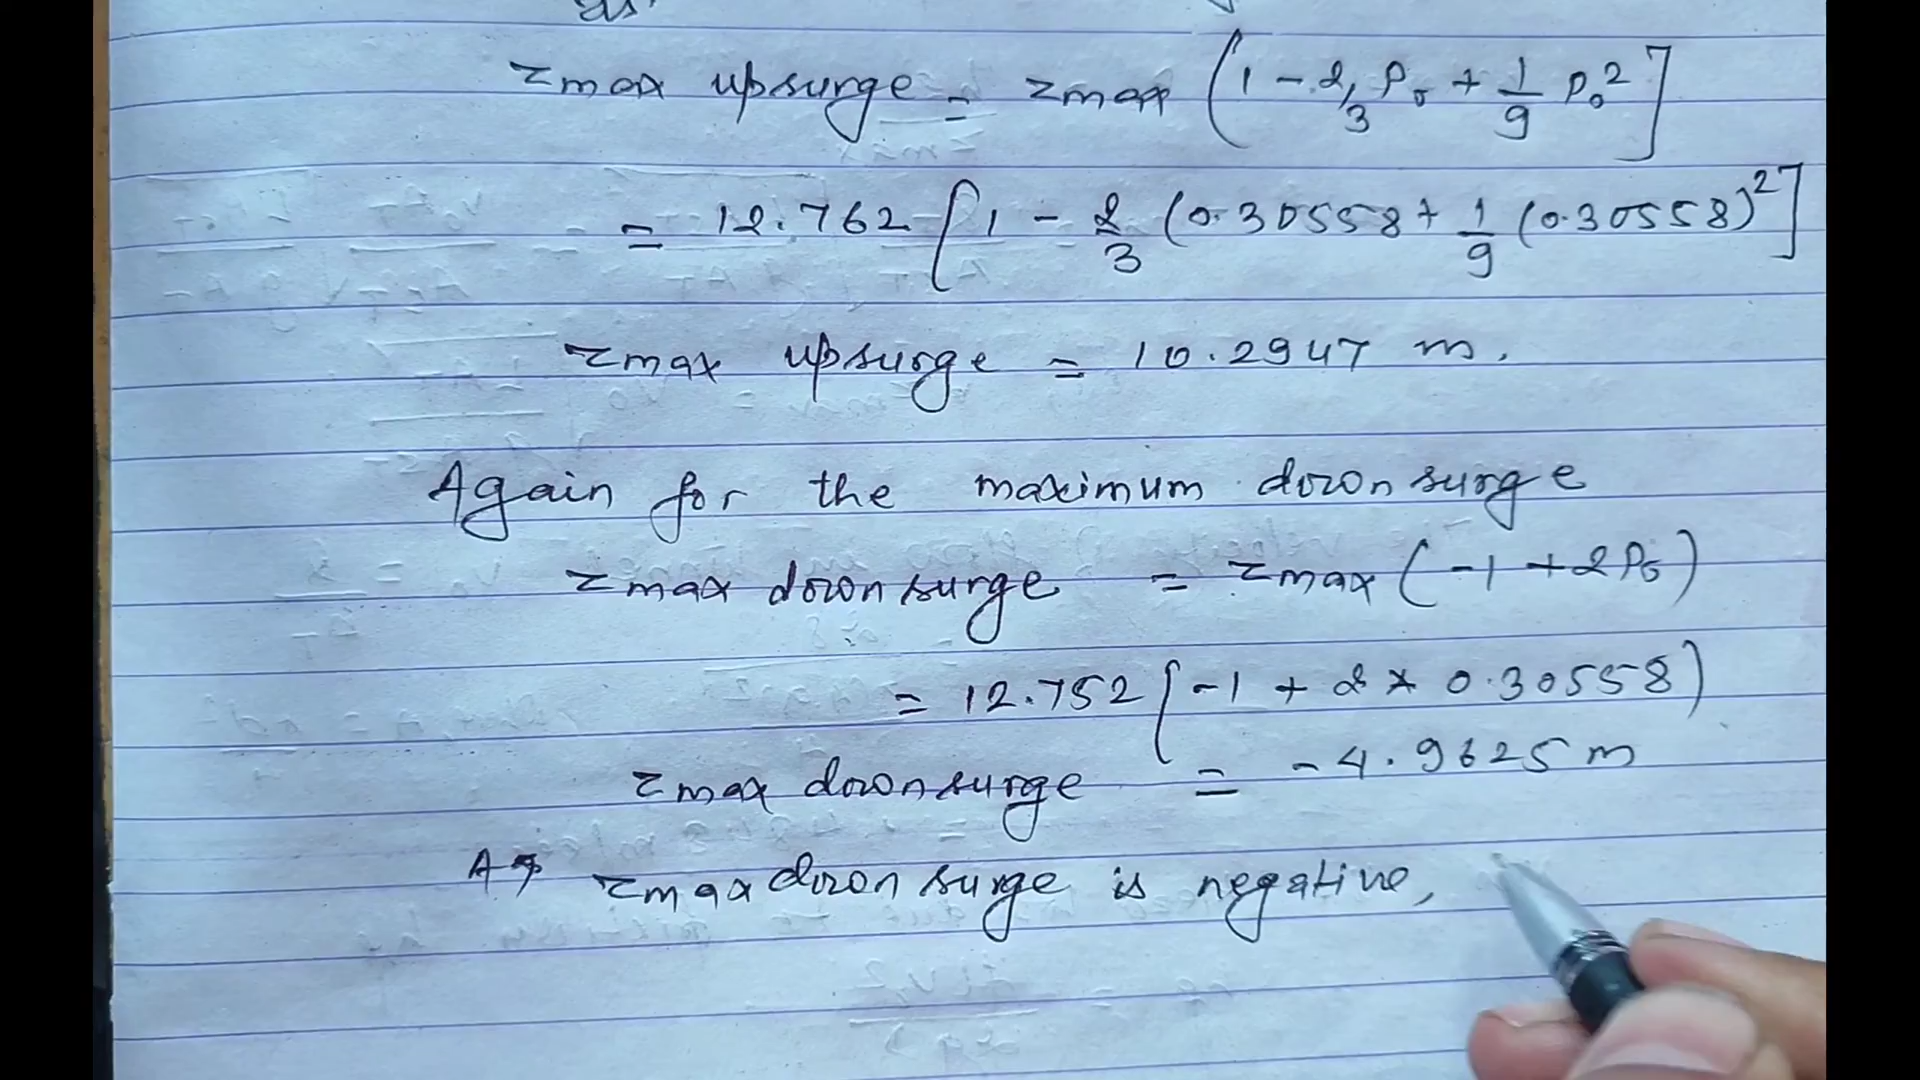 zmax upsurge = zmax [1 - 2/3 P₀ + 1/9 P₀²]
= 12.762 [1 - 2/3 (0.30558 + 1/9 (0.30558)²]
zmax upsurge = 10.2947 m.
Again for the maximum down surge
zmax down surge = zmax (-1 + 2P₀)
= 12.752 (-1 + 2 * 0.30558)
zmax down surge = -4.9625 m
As zmax down surge is negative,